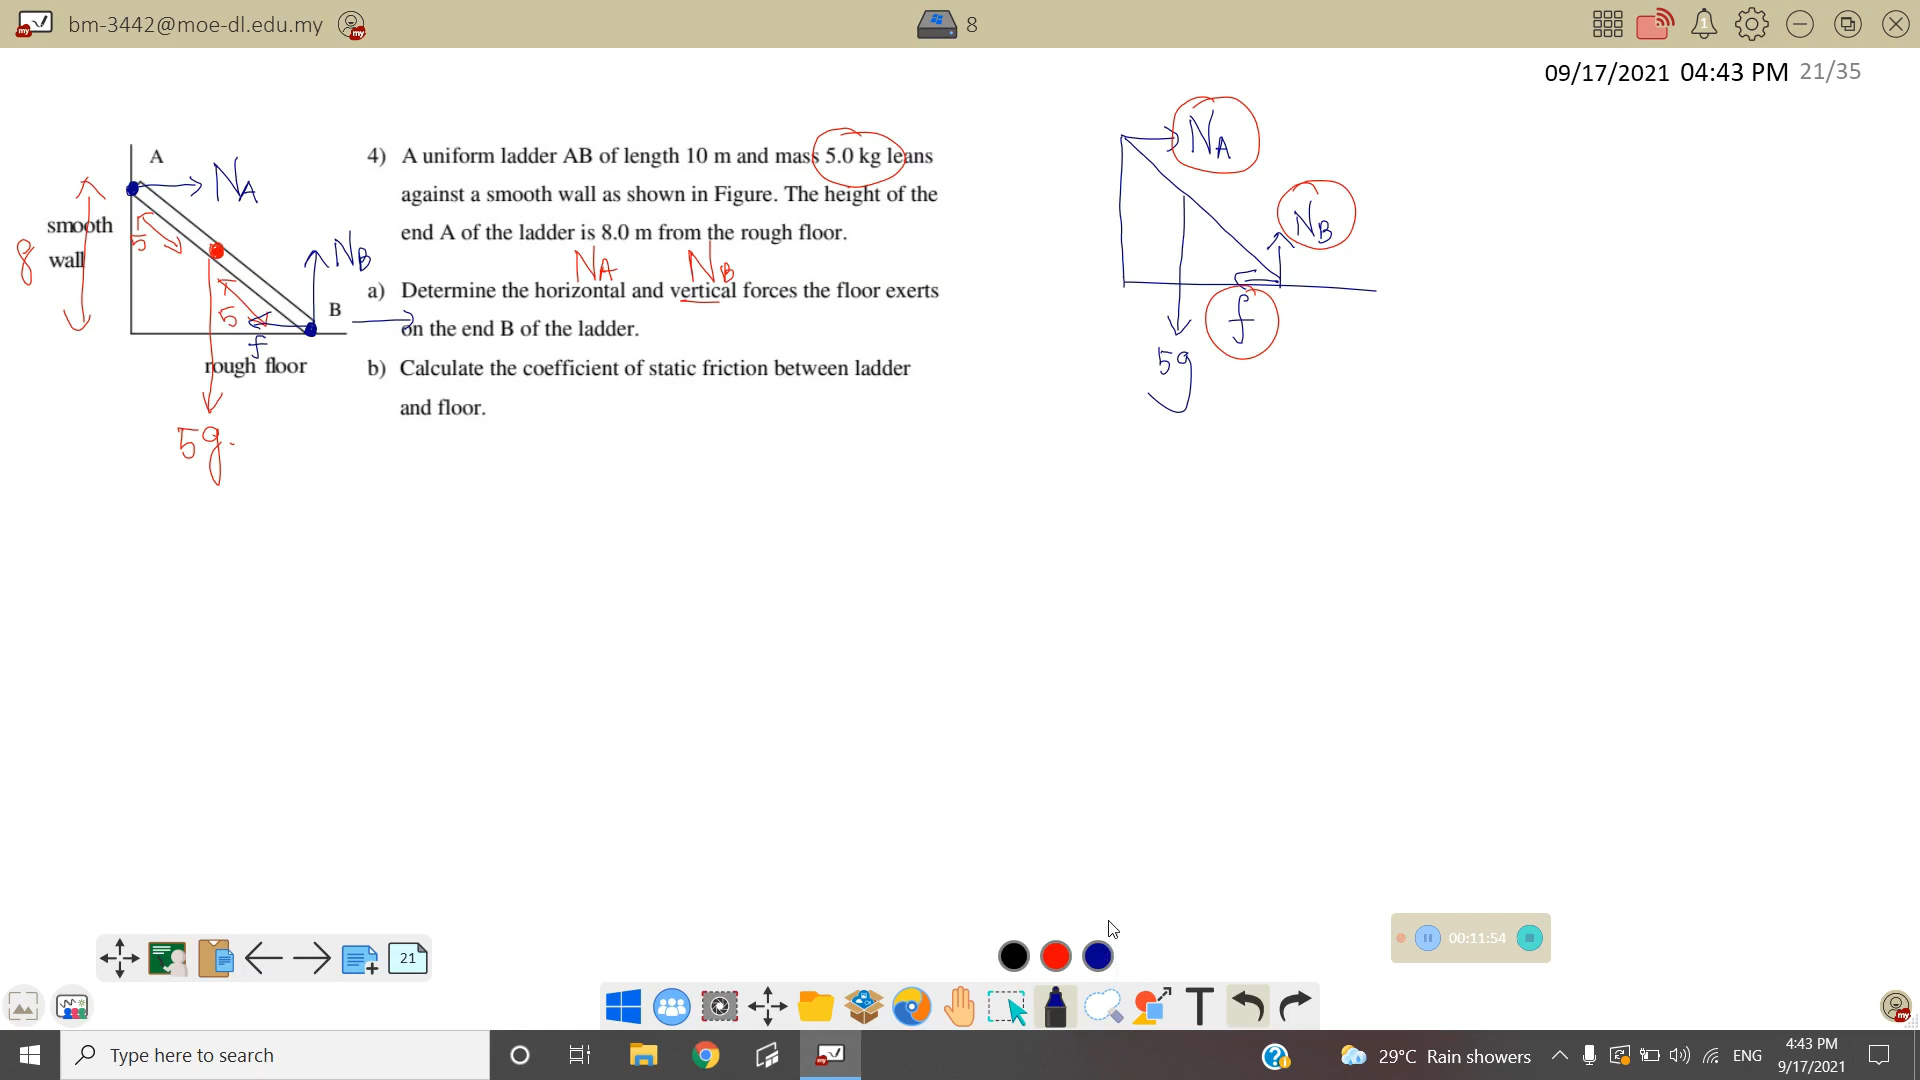 bm-3442@moe-dl.edu.my
8
1
09/17/2021 04:43 PM 21/35
A
smooth
wall
B
rough floor
N_A
N_B
8
5
5
f
5g
4) A uniform ladder AB of length 10 m and mass 5.0 kg leans
against a smooth wall as shown in Figure. The height of the
end A of the ladder is 8.0 m from the rough floor.
N_A N_B
a) Determine the horizontal and vertical forces the floor exerts
on the end B of the ladder.
b) Calculate the coefficient of static friction between ladder
and floor.
N_A
N_B
f
5g
00:11:54
21
T
my
Type here to search
29°C Rain showers
ENG
4:43 PM
9/17/2021